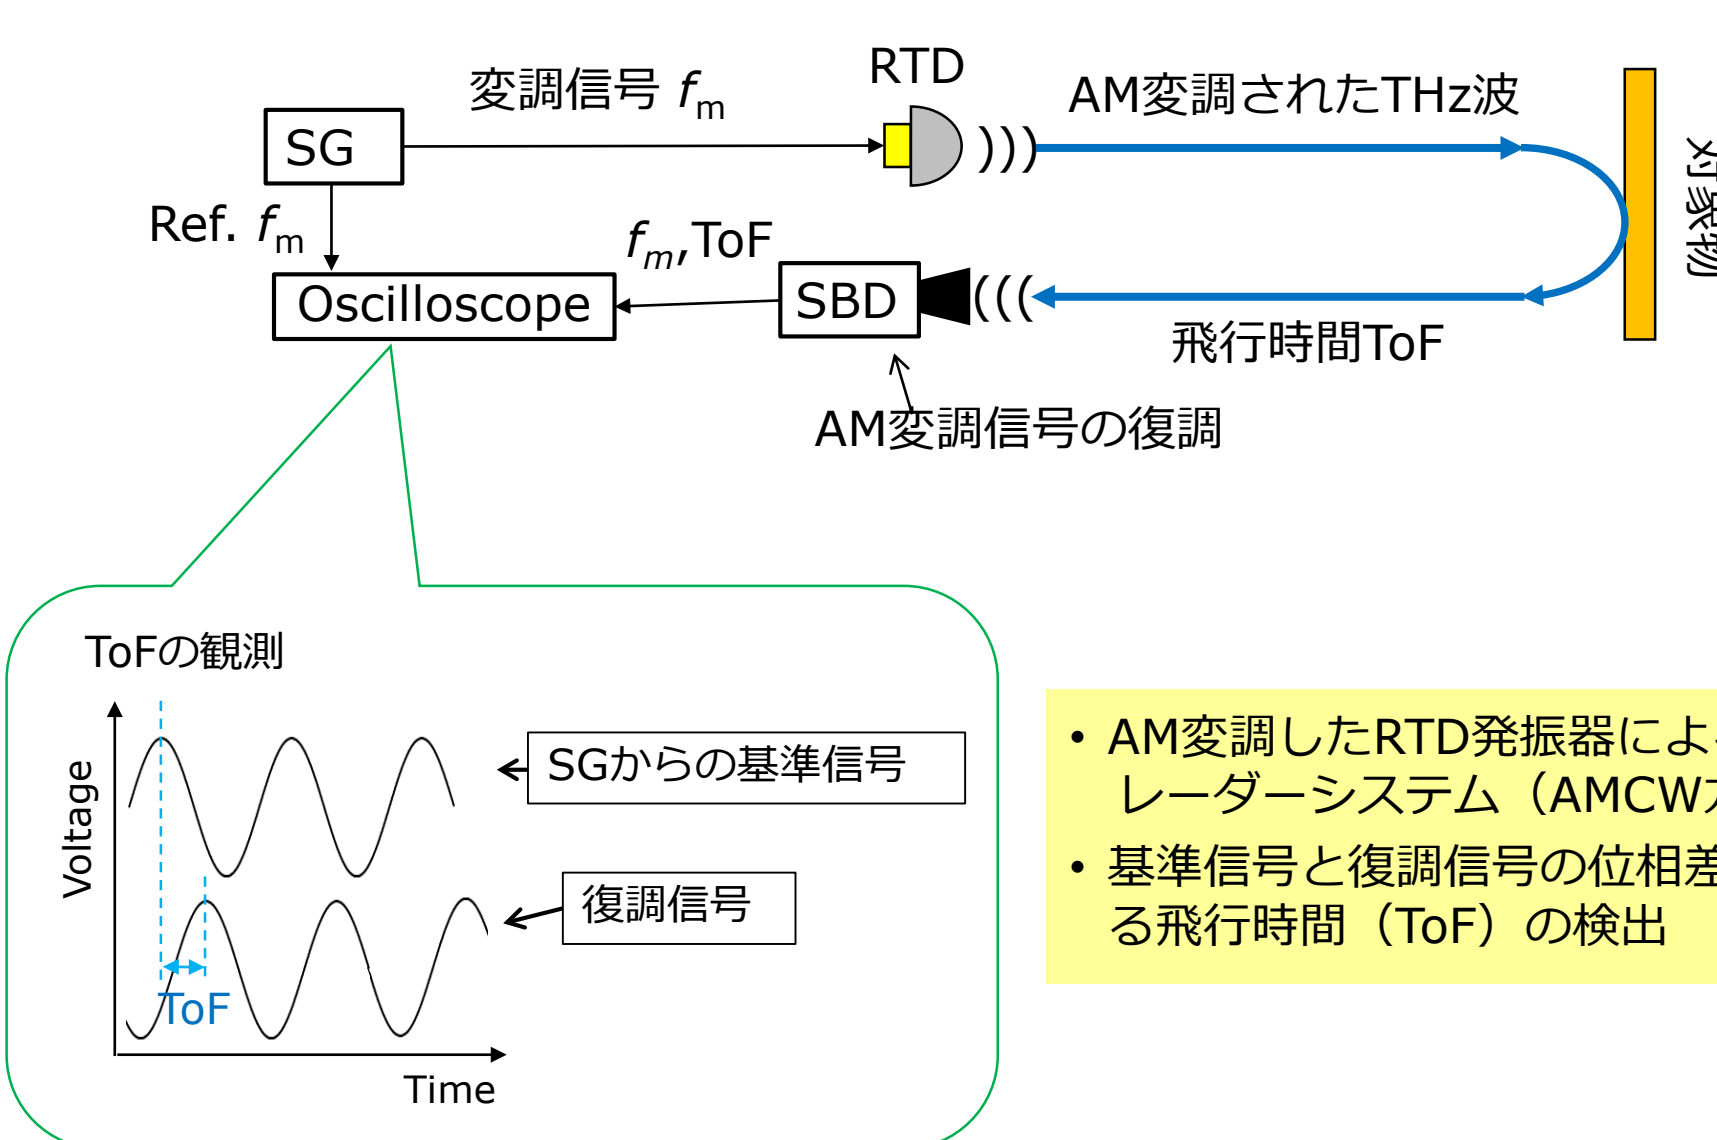 RTD
変調信号 fm
AM変調されたTHz波
SG
対象物
Ref. fm
fm,ToF
Oscilloscope
SBD
飛行時間ToF
AM変調信号の復調
ToFの観測
Voltage
SGからの基準信号
復調信号
ToF
Time
• AM変調したRTD発振器によ
レーダーシステム（AMCW
• 基準信号と復調信号の位相差
る飛行時間（ToF）の検出